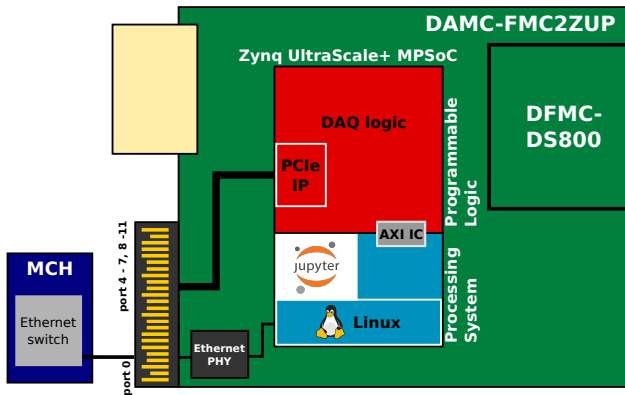 DAMC-FMC2ZUP
Zynq UltraScale+ MPSoC
DAQ logic
Programmable
Logic
DFMC-
DS800
PCIe
IP
AXI IC
port 4 - 7, 8 -11
MCH
Ethernet
switch
jupyter
Processing
System
Linux
Ethernet
PHY
port 0